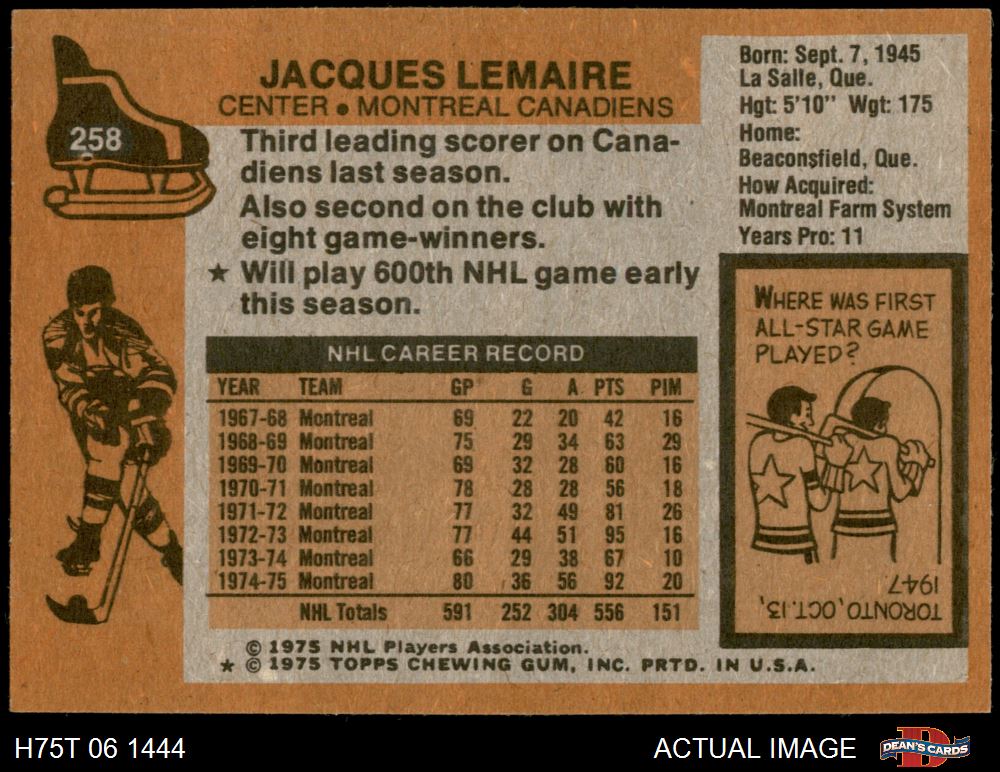 258
JACQUES LEMAIRE
CENTER • MONTREAL CANADIENS
Third leading scorer on Cana-
diens last season.
Also second on the club with
eight game-winners.
★ Will play 600th NHL game early
this season.
Born: Sept. 7, 1945
La Salle, Que.
Hgt: 5'10" Wgt: 175
Home:
Beaconsfield, Que.
How Acquired:
Montreal Farm System
Years Pro: 11
NHL CAREER RECORD
YEAR TEAM GP G A PTS PIM
1967-68 Montreal 69 22 20 42 16
1968-69 Montreal 75 29 34 63 29
1969-70 Montreal 69 32 28 60 16
1970-71 Montreal 78 28 28 56 18
1971-72 Montreal 77 32 49 81 26
1972-73 Montreal 77 44 51 95 16
1973-74 Montreal 66 29 38 67 10
1974-75 Montreal 80 36 56 92 20
NHL Totals 591 252 304 556 151
WHERE WAS FIRST
ALL-STAR GAME
PLAYED?
TORONTO, OCT. 13,
1947.
© 1975 NHL Players Association.
★ © 1975 TOPPS CHEWING GUM, INC. PRTD. IN U.S.A.
H75T 06 1444
ACTUAL IMAGE
D
DEAN'S CARDS